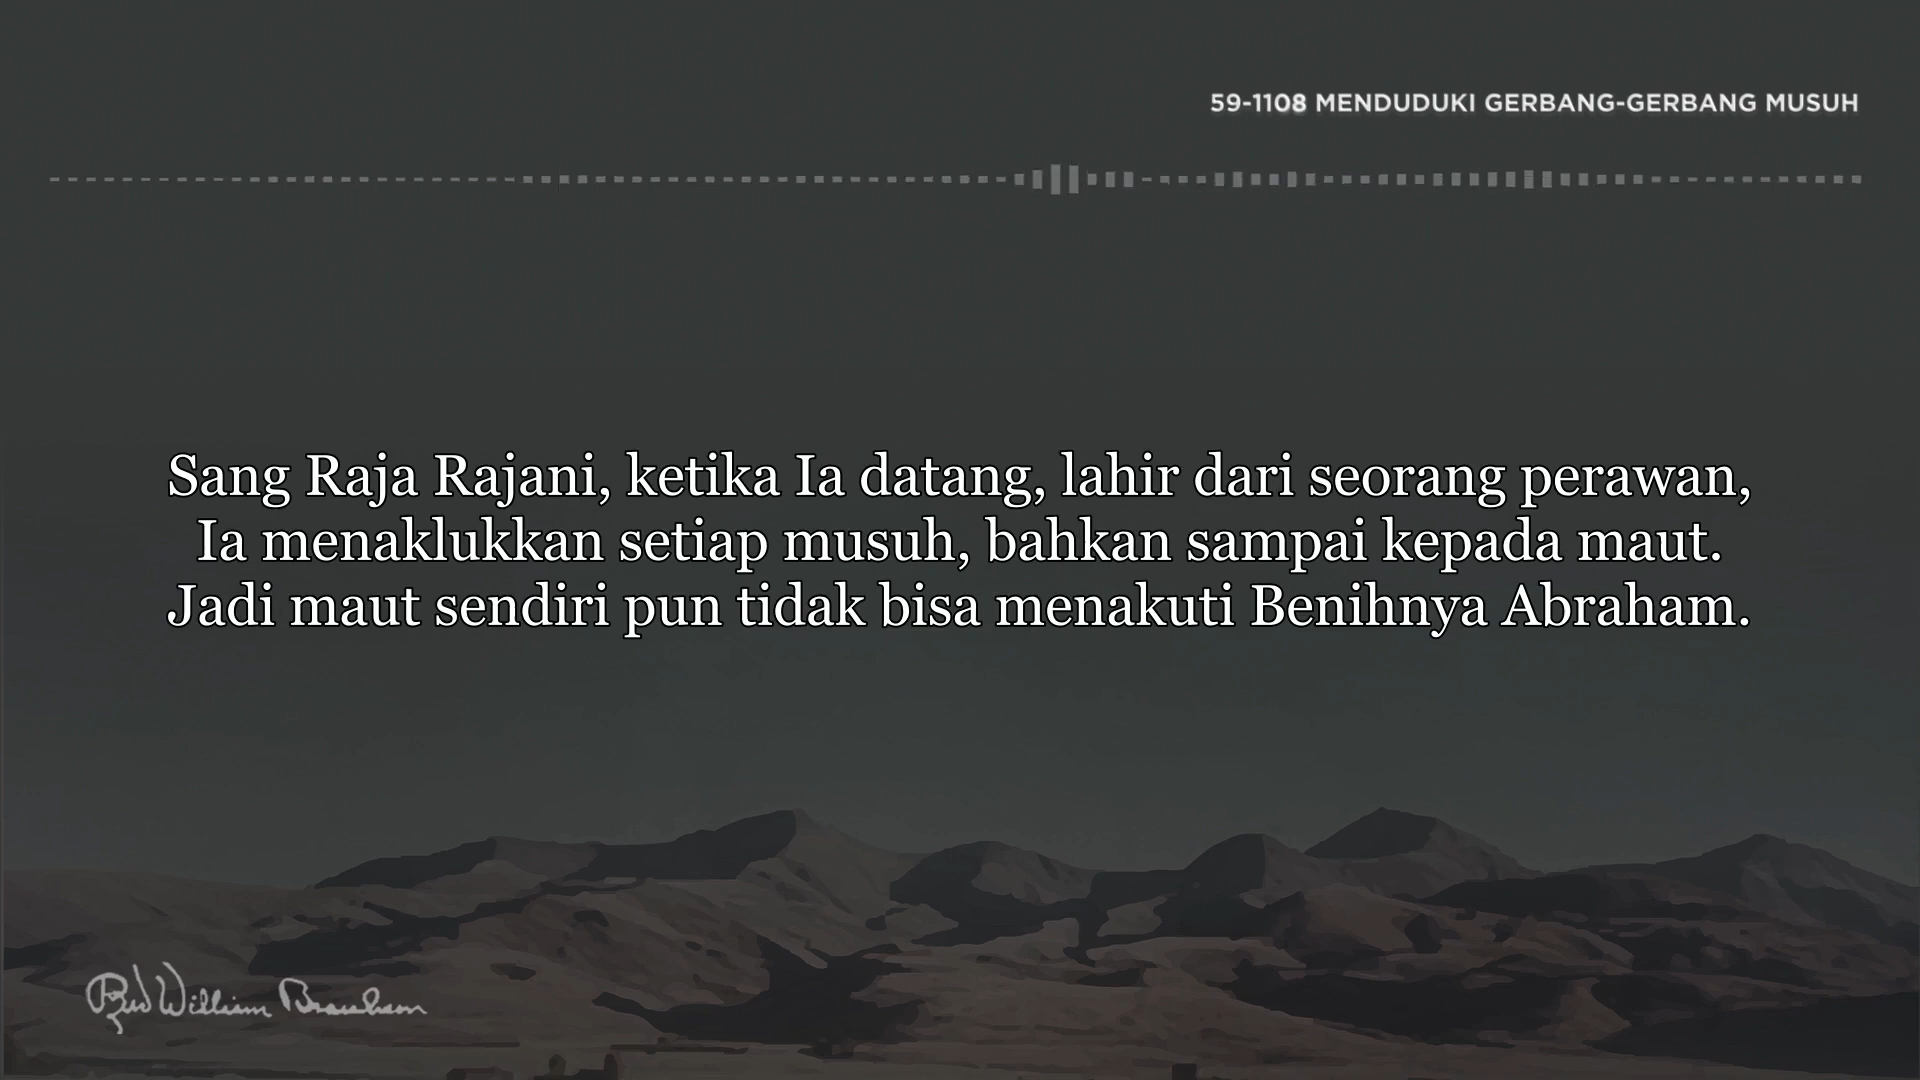 59-1108 MENDUDUKI GERBANG-GERBANG MUSUH
Sang Raja Rajani, ketika Ia datang, lahir dari seorang perawan,
Ia menaklukkan setiap musuh, bahkan sampai kepada maut.
Jadi maut sendiri pun tidak bisa menakuti Benihnya Abraham.
Rev William Branham